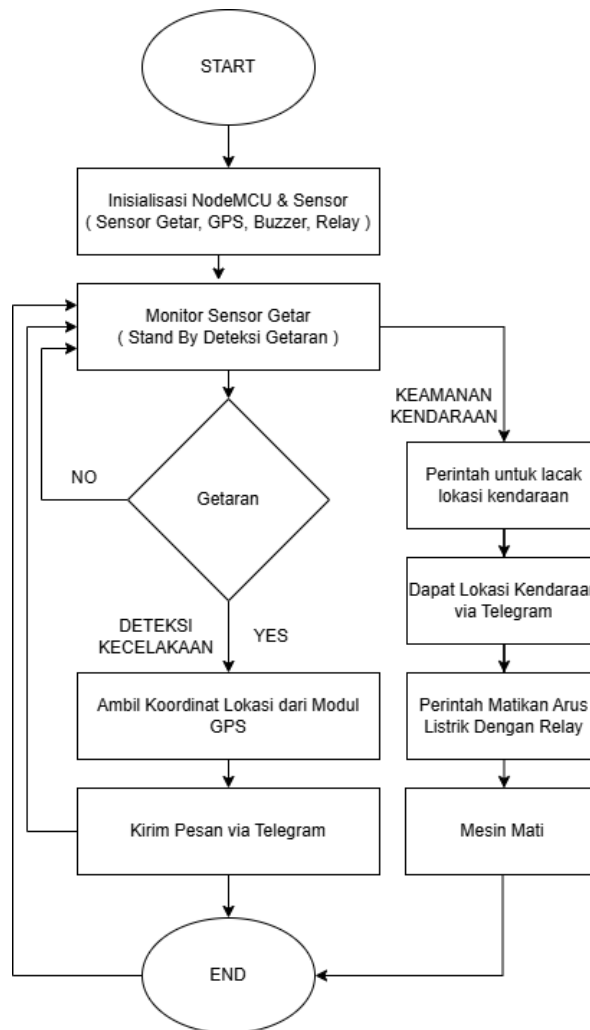 START
Inisialisasi NodeMCU & Sensor
( Sensor Getar, GPS, Buzzer, Relay )
Monitor Sensor Getar
( Stand By Deteksi Getaran )
KEAMANAN
KENDARAAN
NO
Getaran
Perintah untuk lacak
lokasi kendaraan
Dapat Lokasi Kendaraan
via Telegram
DETEKSI
KECELAKAAN
YES
Ambil Koordinat Lokasi dari Modul
GPS
Perintah Matikan Arus
Listrik Dengan Relay
Kirim Pesan via Telegram
Mesin Mati
END